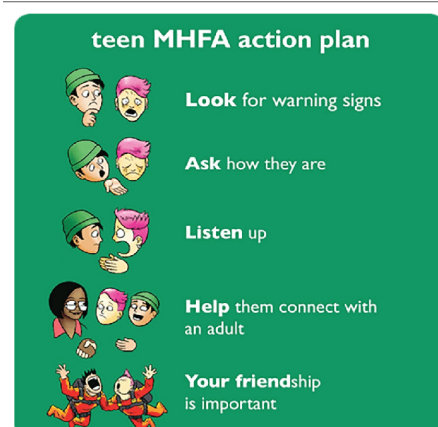 teen MHFA action plan
Look for warning signs
Ask how they are
Listen up
Help them connect with
an adult
Your friendship
is important